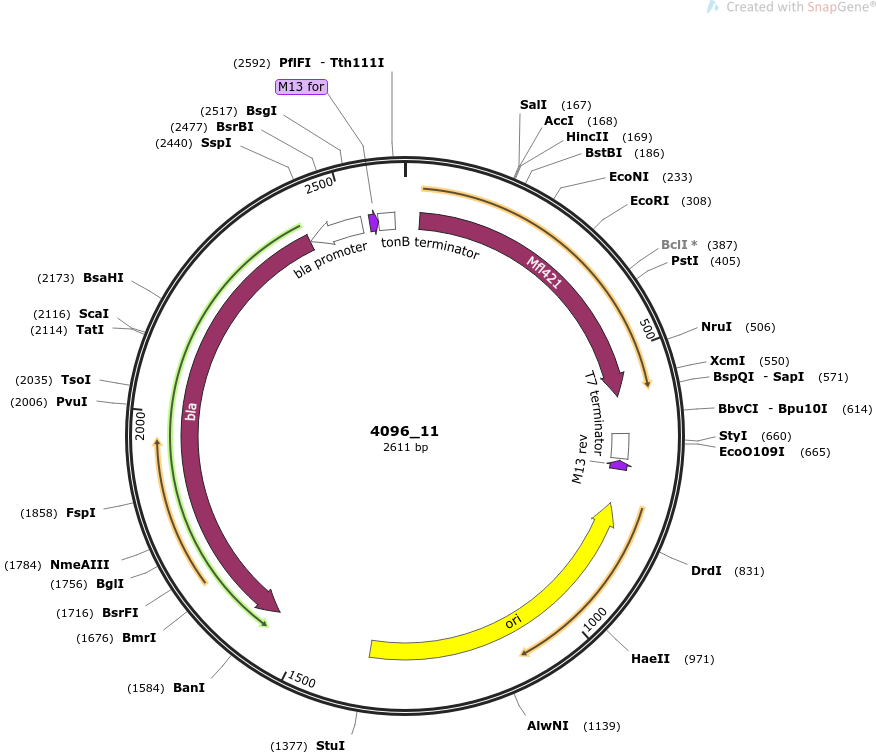 Created with SnapGene®
(2592) PflFI - Tth111I
M13 for
(2517) BsgI
(2477) BsrBI
(2440) SspI
SalI (167)
AccI (168)
HincII (169)
BstBI (186)
EcoNI (233)
EcoRI (308)
BclI * (387)
PstI (405)
NruI (506)
XcmI (550)
BspQI - SapI (571)
BbvCI - Bpu10I (614)
StyI (660)
EcoO109I (665)
DrdI (831)
HaeII (971)
AlwNI (1139)
(1377) StuI
(1584) BanI
(1676) BmrI
(1716) BsrFI
(1756) BglI
(1784) NmeAIII
(1858) FspI
(2006) PvuI
(2035) TsoI
(2114) TatI
(2116) ScaI
(2173) BsaHI
2500
500
1000
1500
2000
bla promoter
tonB terminator
Mfl421
T7 terminator
M13 rev
ori
bla
4096_11
2611 bp